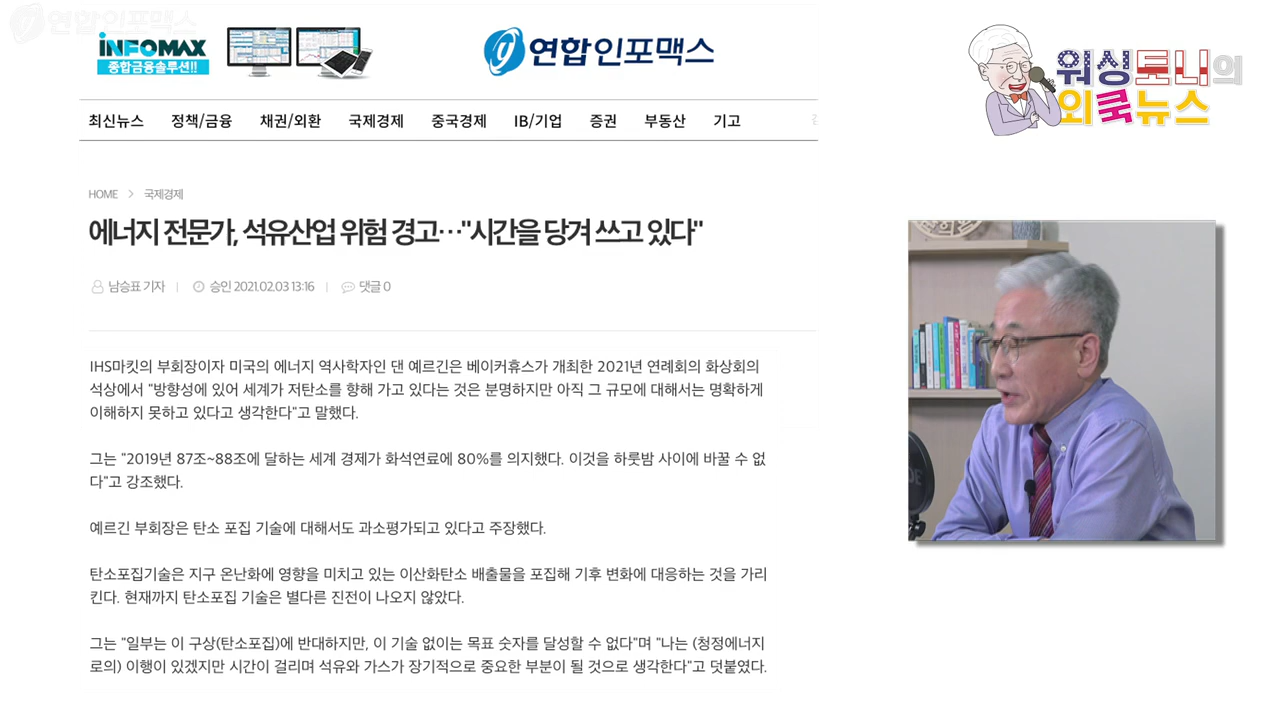 연합인포맥스
INFOMAX
종합금융솔루션!!
연합인포맥스
워싱토니의
외쿡뉴스
최신뉴스 정책/금융 채권/외환 국제경제 중국경제 IB/기업 증권 부동산 기고
HOME > 국제경제
에너지 전문가, 석유산업 위험 경고…"시간을 당겨 쓰고 있다"
남승표 기자 | 승인 2021.02.03 13:16 | 댓글 0
IHS마킷의 부회장이자 미국의 에너지 역사학자인 댄 예르긴은 베이커휴스가 개최한 2021년 연례회의 화상회의
석상에서 "방향성에 있어 세계가 저탄소를 향해 가고 있다는 것은 분명하지만 아직 그 규모에 대해서는 명확하게
이해하지 못하고 있다고 생각한다"고 말했다.
그는 "2019년 87조~88조에 달하는 세계 경제가 화석연료에 80%를 의지했다. 이것을 하룻밤 사이에 바꿀 수 없
다"고 강조했다.
예르긴 부회장은 탄소 포집 기술에 대해서도 과소평가되고 있다고 주장했다.
탄소포집기술은 지구 온난화에 영향을 미치고 있는 이산화탄소 배출물을 포집해 기후 변화에 대응하는 것을 가리
킨다. 현재까지 탄소포집 기술은 별다른 진전이 나오지 않았다.
그는 "일부는 이 구상(탄소포집)에 반대하지만, 이 기술 없이는 목표 숫자를 달성할 수 없다"며 "나는 (청정에너지
로의) 이행이 있겠지만 시간이 걸리며 석유와 가스가 장기적으로 중요한 부분이 될 것으로 생각한다"고 덧붙였다.